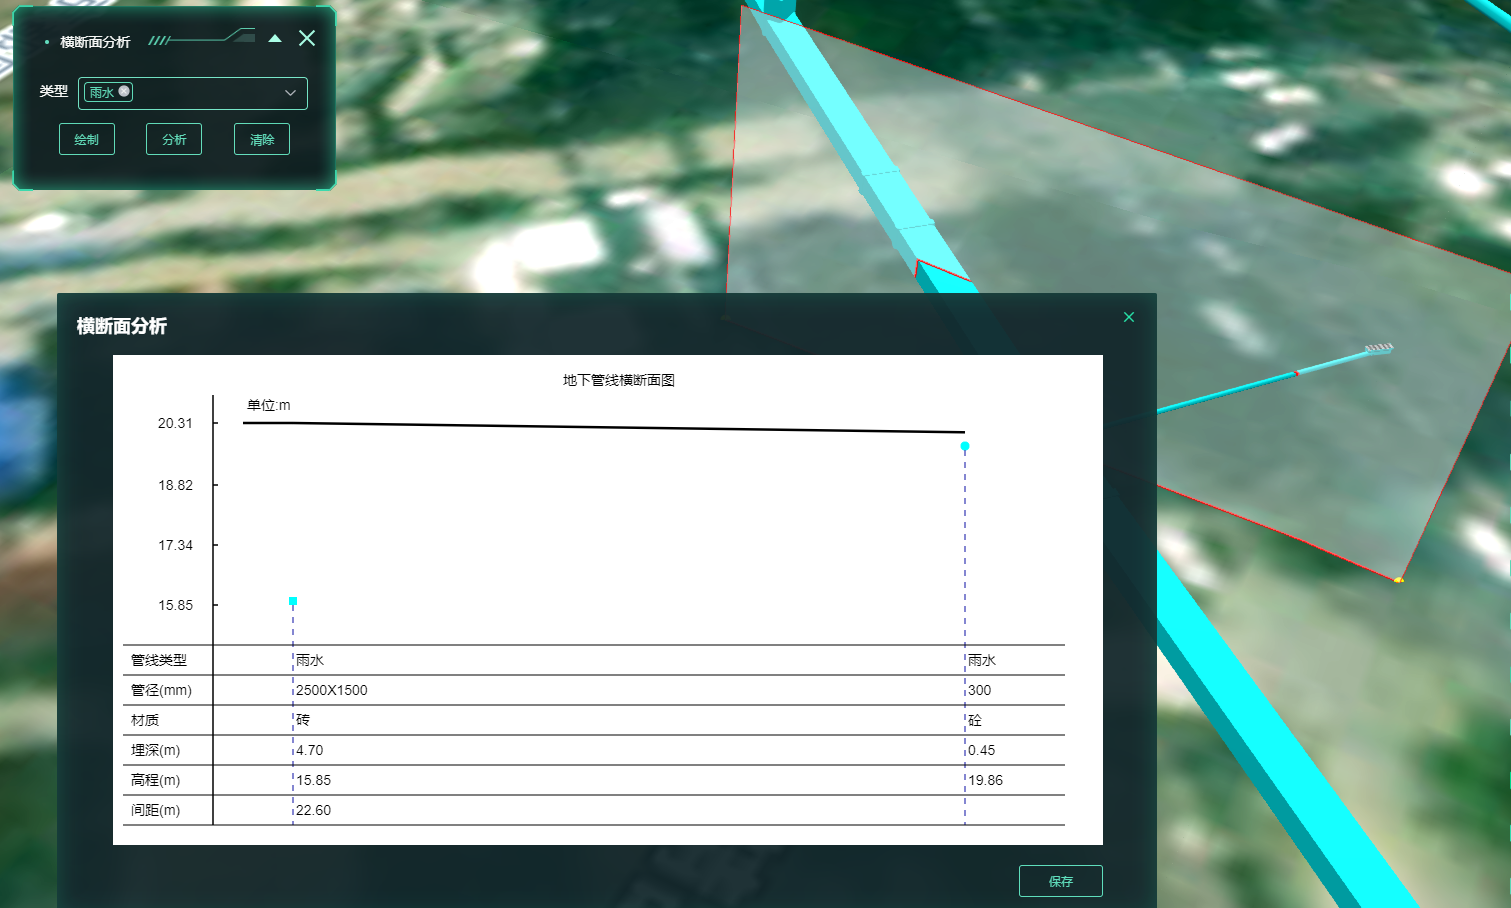 横断面分析
类型
雨水
绘制
分析
清除
横断面分析
地下管线横断面图
单位:m
20.31
18.82
17.34
15.85
管线类型 雨水 雨水
管径(mm) 2500X1500 300
材质 砖 砼
埋深(m) 4.70 0.45
高程(m) 15.85 19.86
间距(m) 22.60
保存